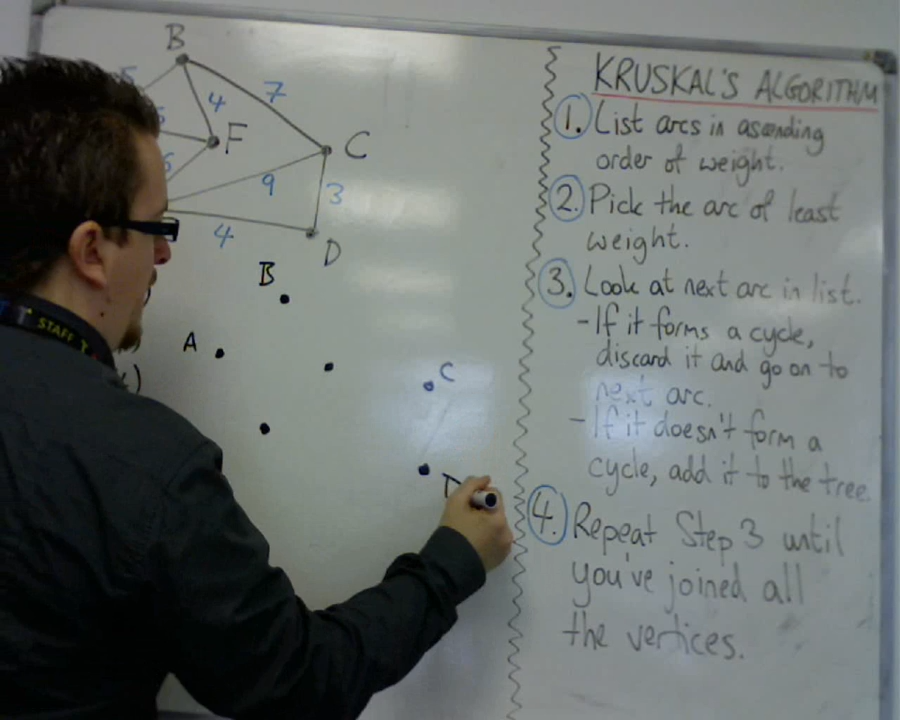 B
5
7
4
F
C
6
9
3
4
D
B
A
C
D
STAFF
KRUSKAL'S ALGORITHM
1. List arcs in ascending
order of weight.
2. Pick the arc of least
weight.
3. Look at next arc in list.
- If it forms a cycle,
discard it and go on to
next arc.
- If it doesn't form a
cycle, add it to the tree.
4. Repeat Step 3 until
you've joined all
the vertices.